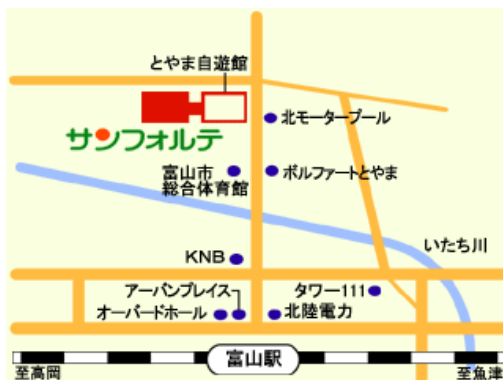 とやま自遊館
北モータープール
サンフォルテ
富山市
総合体育館
ボルファートとやま
いたち川
KNB
アーバンプレイス
タワー111
オーバードホール
北陸電力
富山駅
至高岡
至魚津